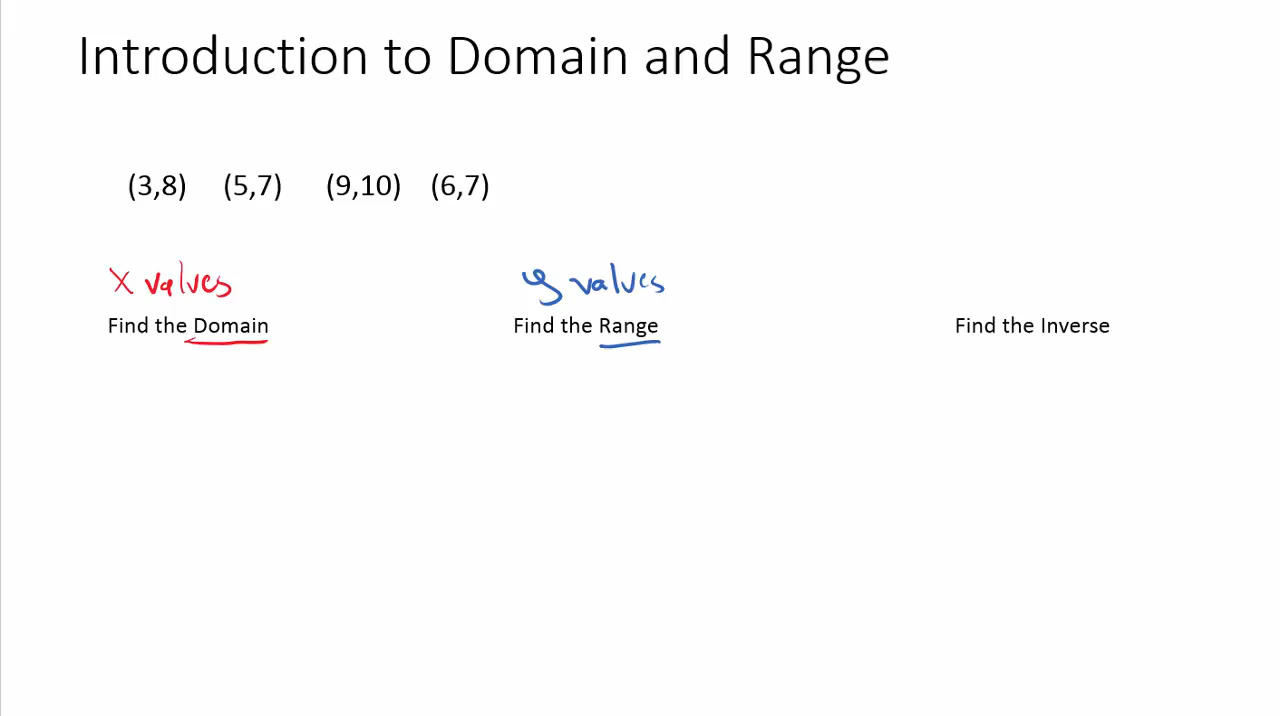 Introduction to Domain and Range
(3,8) (5,7) (9,10) (6,7)
x values y values
Find the Domain Find the Range Find the Inverse